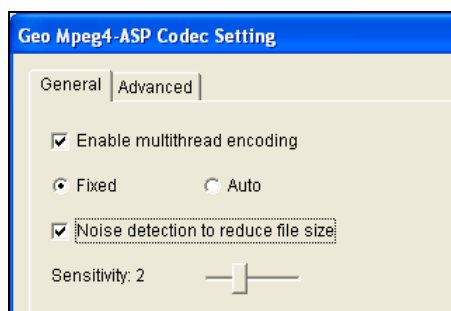 Geo Mpeg4-ASP Codec Setting
General Advanced
Enable multithread encoding
Fixed Auto
Noise detection to reduce file size
Sensitivity: 2